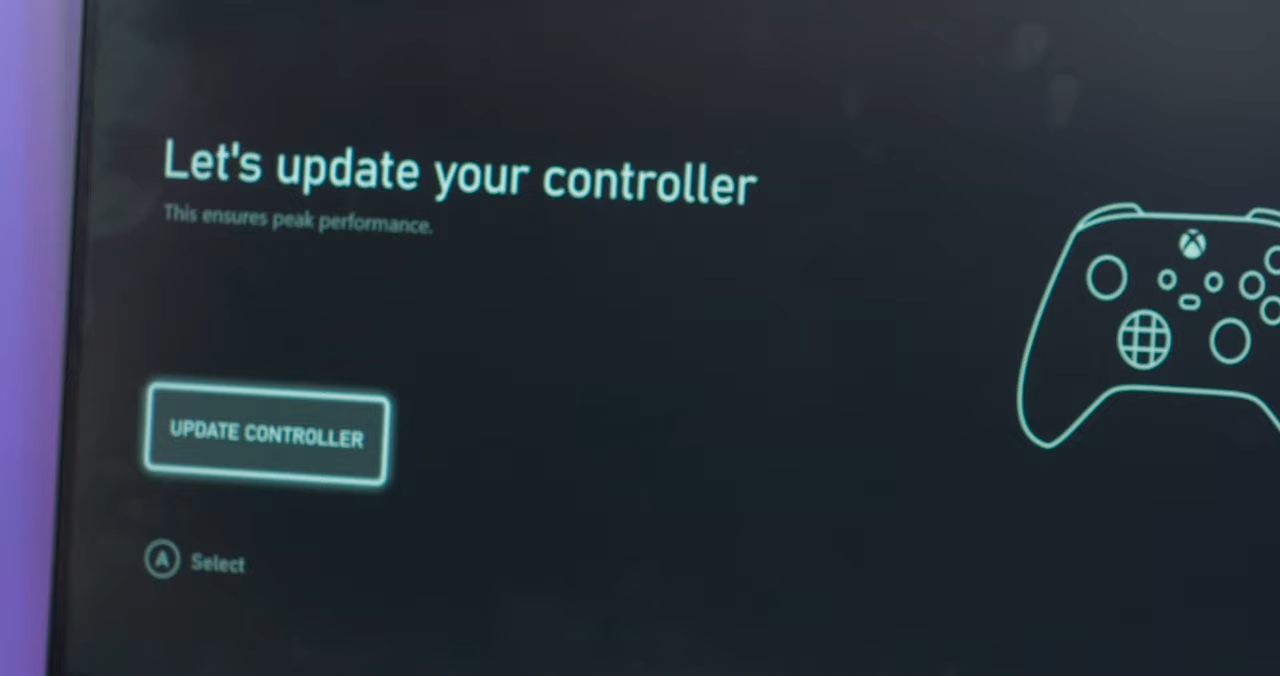 Let's update your controller
This ensures peak performance.
UPDATE CONTROLLER
A Select